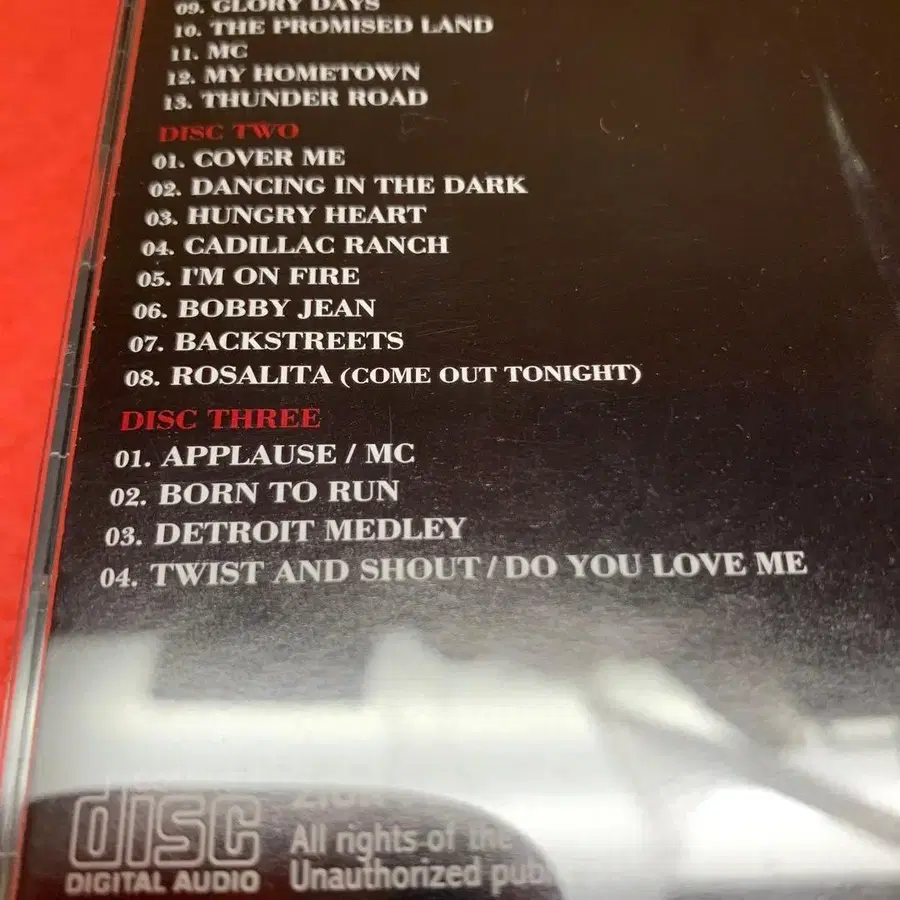 09. GLORY DAYS
10. THE PROMISED LAND
11. MC
12. MY HOMETOWN
13. THUNDER ROAD
DISC TWO
01. COVER ME
02. DANCING IN THE DARK
03. HUNGRY HEART
04. CADILLAC RANCH
05. I'M ON FIRE
06. BOBBY JEAN
07. BACKSTREETS
08. ROSALITA (COME OUT TONIGHT)
DISC THREE
01. APPLAUSE / MC
02. BORN TO RUN
03. DETROIT MEDLEY
04. TWIST AND SHOUT / DO YOU LOVE ME
disc
DIGITAL AUDIO
All rights of the
Unauthorized